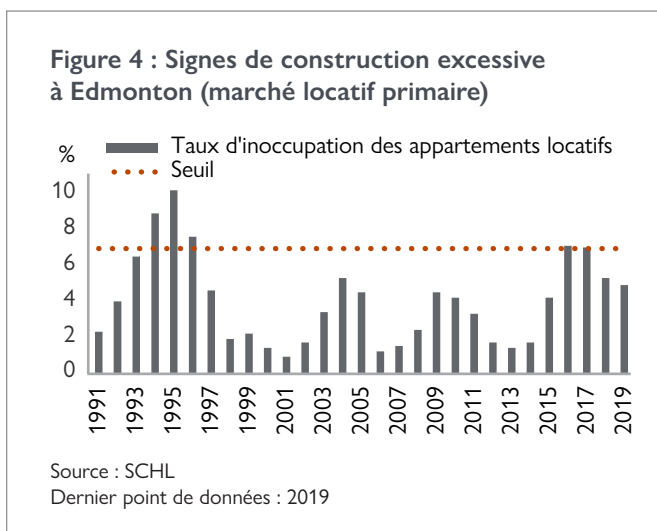 Figure 4 : Signes de construction excessive
à Edmonton (marché locatif primaire)
% Taux d'inoccupation des appartements locatifs
Seuil
10
8
6
4
2
0
1991 1993 1995 1997 1999 2001 2003 2005 2007 2009 2011 2013 2015 2017 2019
Source : SCHL
Dernier point de données : 2019